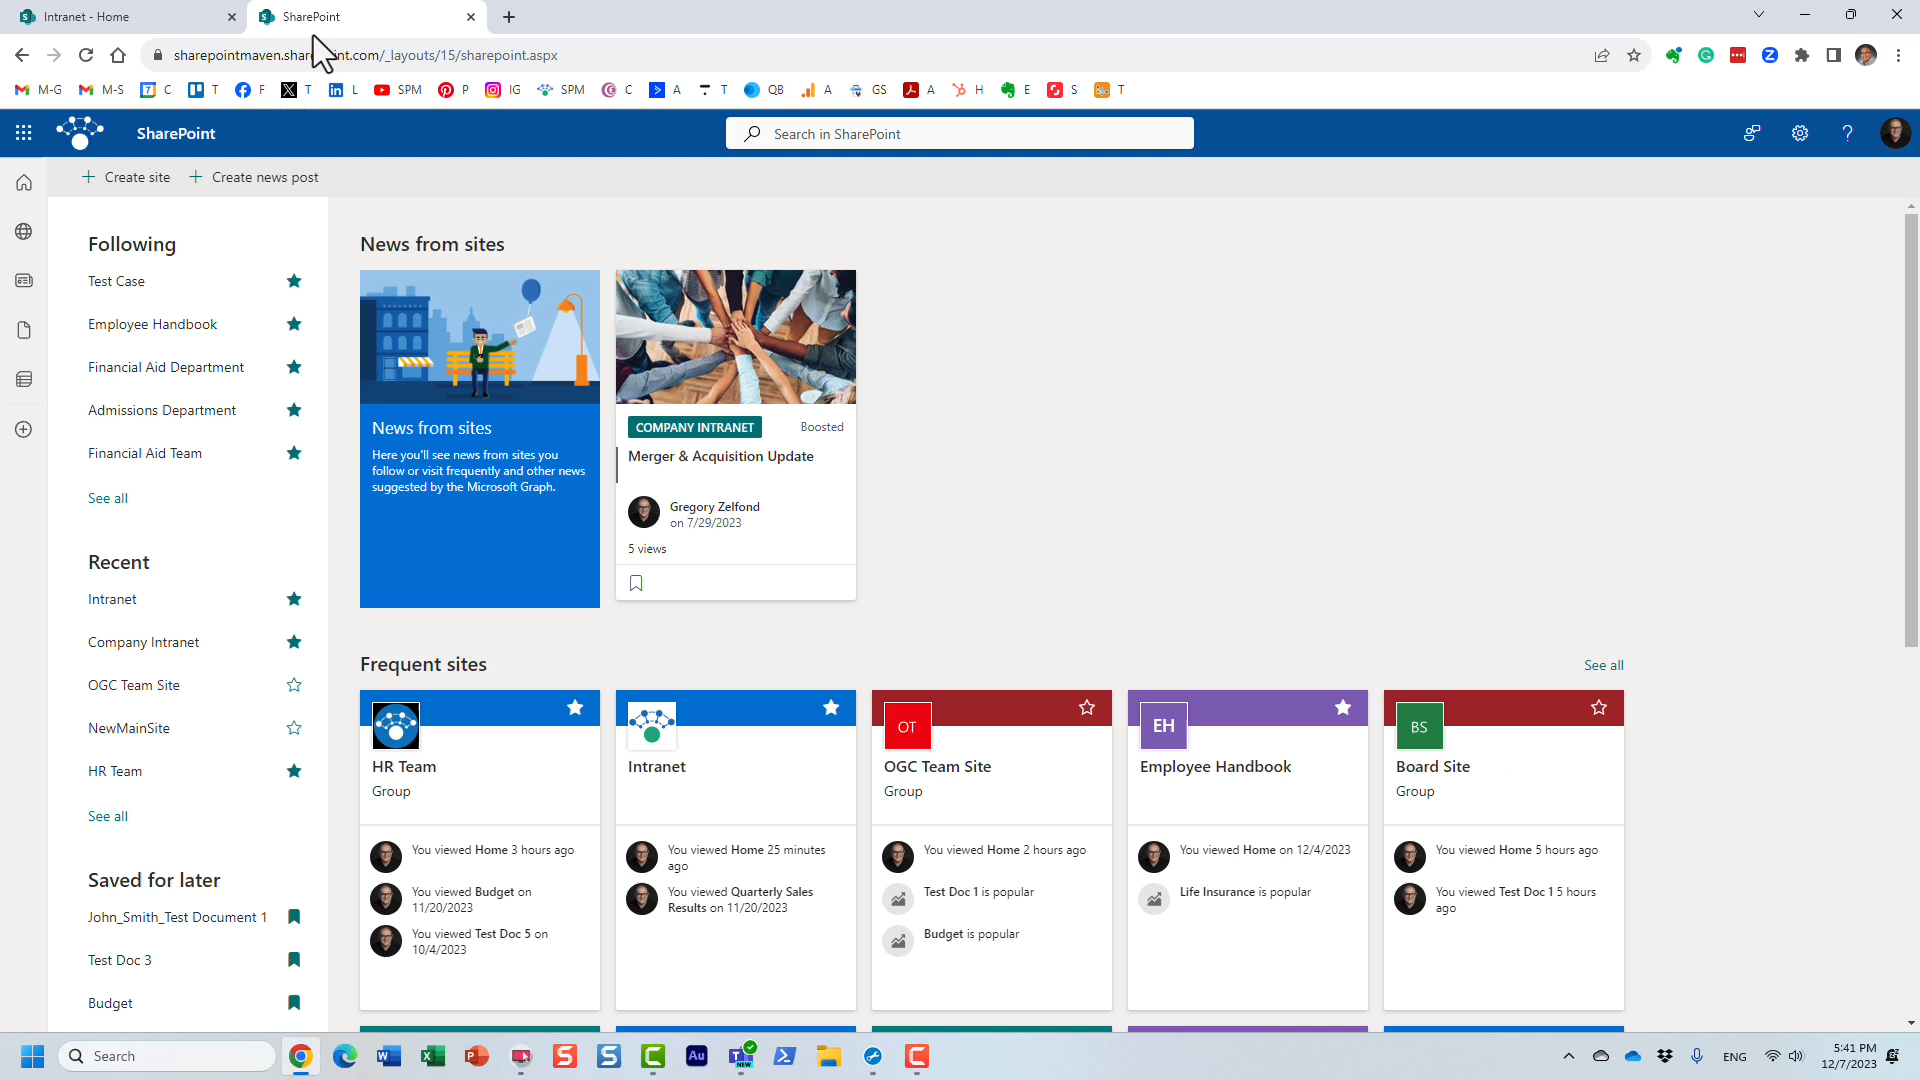 Intranet - Home
SharePoint
sharepointmaven.shar
nt.com/_layouts/15/sharepoint.aspx
M-G
M-S
7
C
T
F
T
L
SPM
P
IG
SPM
C
A
T
QB
A
GS
A
H
E
S
T
SharePoint
Search in SharePoint
Create site
Create news post
Following
Test Case
Employee Handbook
Financial Aid Department
Admissions Department
Financial Aid Team
See all
Recent
Intranet
Company Intranet
OGC Team Site
NewMainSite
HR Team
See all
Saved for later
John_Smith_Test Document 1
Test Doc 3
Budget
News from sites
News from sites
Here you'll see news from sites you
follow or visit frequently and other news
suggested by the Microsoft Graph.
COMPANY INTRANET
Boosted
Merger & Acquisition Update
Gregory Zelfond
on 7/29/2023
5 views
Frequent sites
See all
HR Team
Group
You viewed Home 3 hours ago
You viewed Budget on
11/20/2023
You viewed Test Doc 5 on
10/4/2023
Intranet
You viewed Home 25 minutes
ago
You viewed Quarterly Sales
Results on 11/20/2023
OT
OGC Team Site
Group
You viewed Home 2 hours ago
Test Doc 1 is popular
Budget is popular
EH
Employee Handbook
You viewed Home on 12/4/2023
Life Insurance is popular
BS
Board Site
Group
You viewed Home 5 hours ago
You viewed Test Doc 1 5 hours
ago
Search
Au
NEW
ENG
5:41 PM
12/7/2023